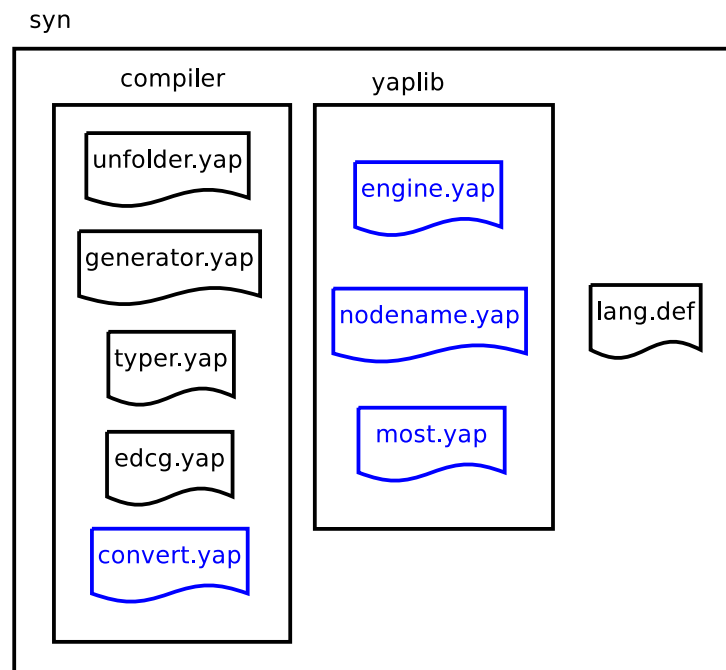 syn
compiler
unfolder.yap
generator.yap
typer.yap
edcg.yap
convert.yap
yaplib
engine.yap
nodename.yap
most.yap
lang.def